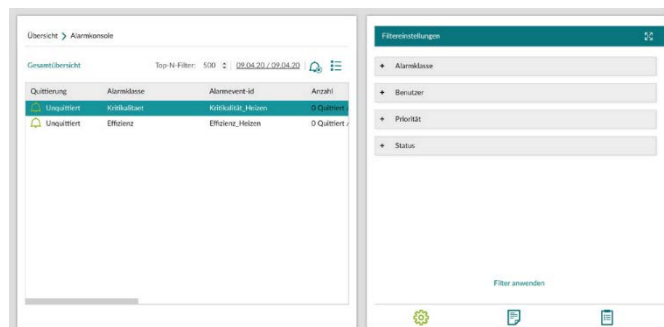 Übersicht > Alarmkonsole
Gesamtübersicht Top-N-Filter: 500 09.04.20 / 09.04.20
Quittierung Alarmklasse Alarmevent-id Anzahl
Unquittiert Kritikalitaet Kritikalität_Heizen 0 Quittiert /
Unquittiert Effizienz Effizienz_Heizen 0 Quittiert /
Filtereinstellungen
+ Alarmklasse
+ Benutzer
+ Priorität
+ Status
Filter anwenden